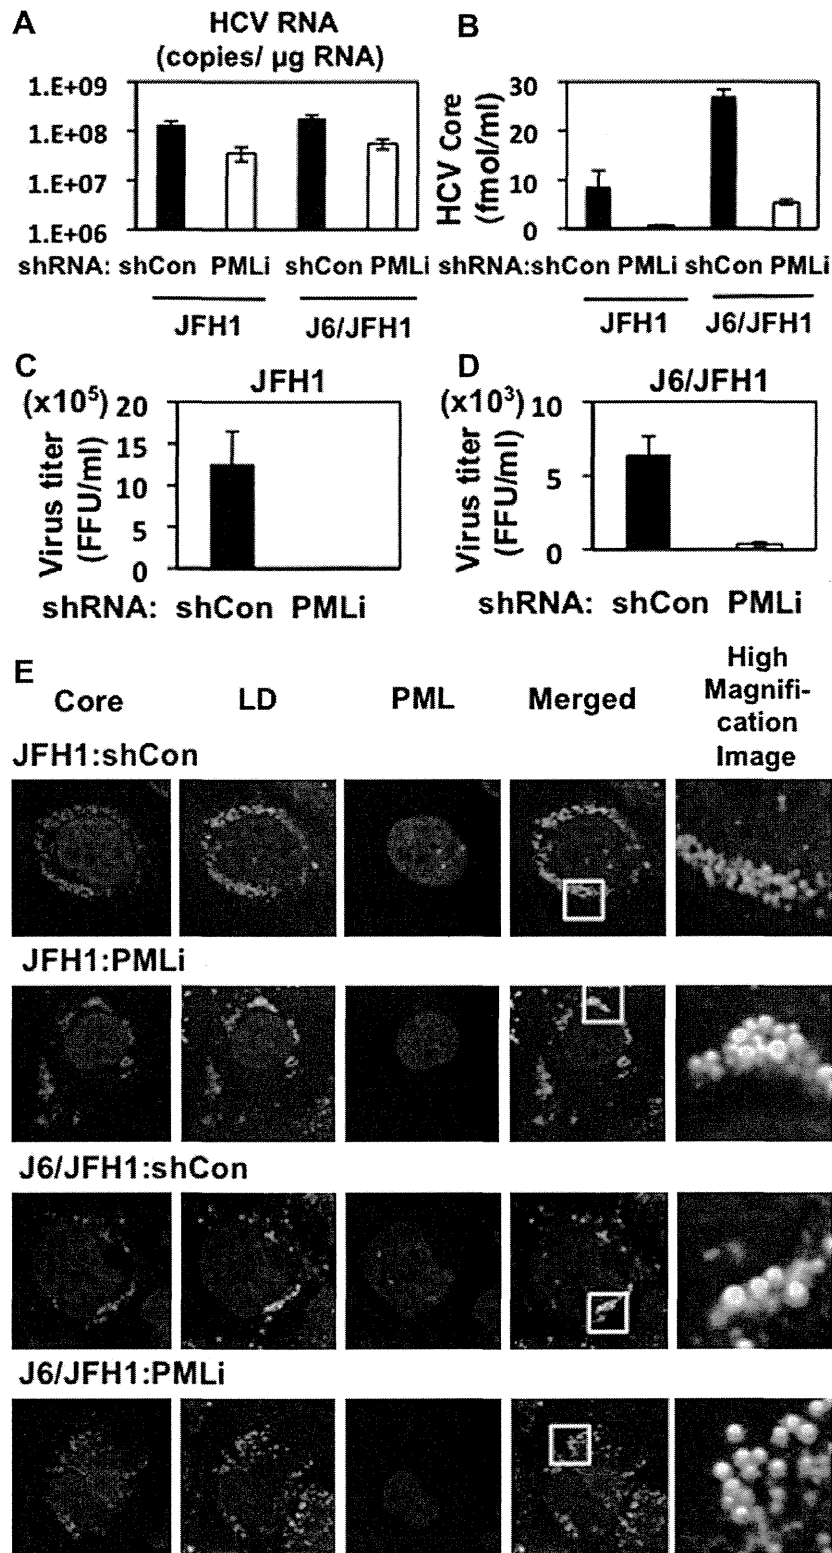 A
HCV RNA
(copies/ µg RNA)
1.E+09
1.E+08
1.E+07
1.E+06
shRNA: shCon PMLi shCon PMLi
JFH1 J6/JFH1
B
HCV Core
(fmol/ml)
30
20
10
0
shRNA:shCon PMLi shCon PMLi
JFH1 J6/JFH1
C
JFH1
(x10⁵)
Virus titer
(FFU/ml)
20
15
10
5
0
shRNA: shCon PMLi
D
J6/JFH1
(x10³)
Virus titer
(FFU/ml)
10
5
0
shRNA: shCon PMLi
E
Core LD PML Merged
High
Magnifi-
cation
Image
JFH1:shCon
JFH1:PMLi
J6/JFH1:shCon
J6/JFH1:PMLi